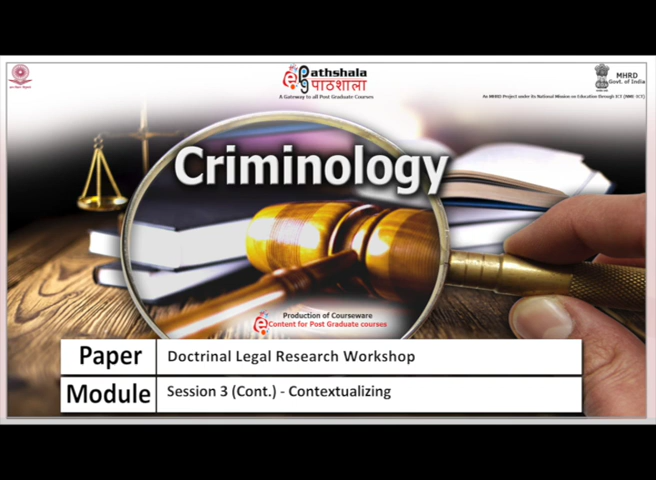 Pathshala
पाठशाला
A Gateway to all Post Graduate Courses
MHRD
Govt. of India
An MHRD Project under its National Mission on Education through ICT (NME-ICT)
Criminology
Production of Courseware
Content for Post Graduate courses
Paper Doctrinal Legal Research Workshop
Module Session 3 (Cont.) - Contextualizing